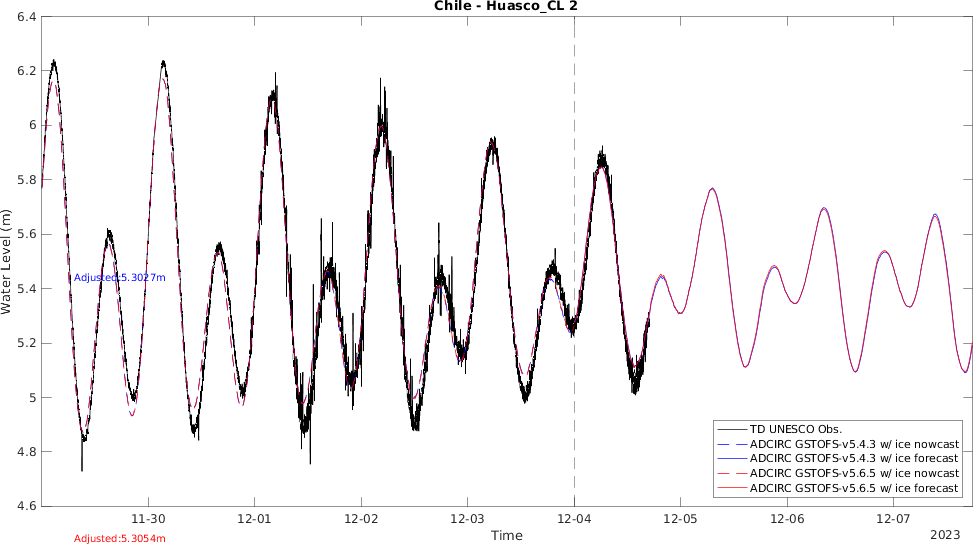 Chile - Huasco_CL 2
Water Level (m)
6.4
6.2
6
5.8
5.6
5.4
5.2
5
4.8
4.6
Adjusted:5.3027m
TD UNESCO Obs.
ADCIRC GSTOFS-v5.4.3 w/ ice nowcast
ADCIRC GSTOFS-v5.4.3 w/ ice forecast
ADCIRC GSTOFS-v5.6.5 w/ ice nowcast
ADCIRC GSTOFS-v5.6.5 w/ ice forecast
11-30 12-01 12-02 12-03 12-04 12-05 12-06 12-07
Time
2023
Adjusted:5.3054m